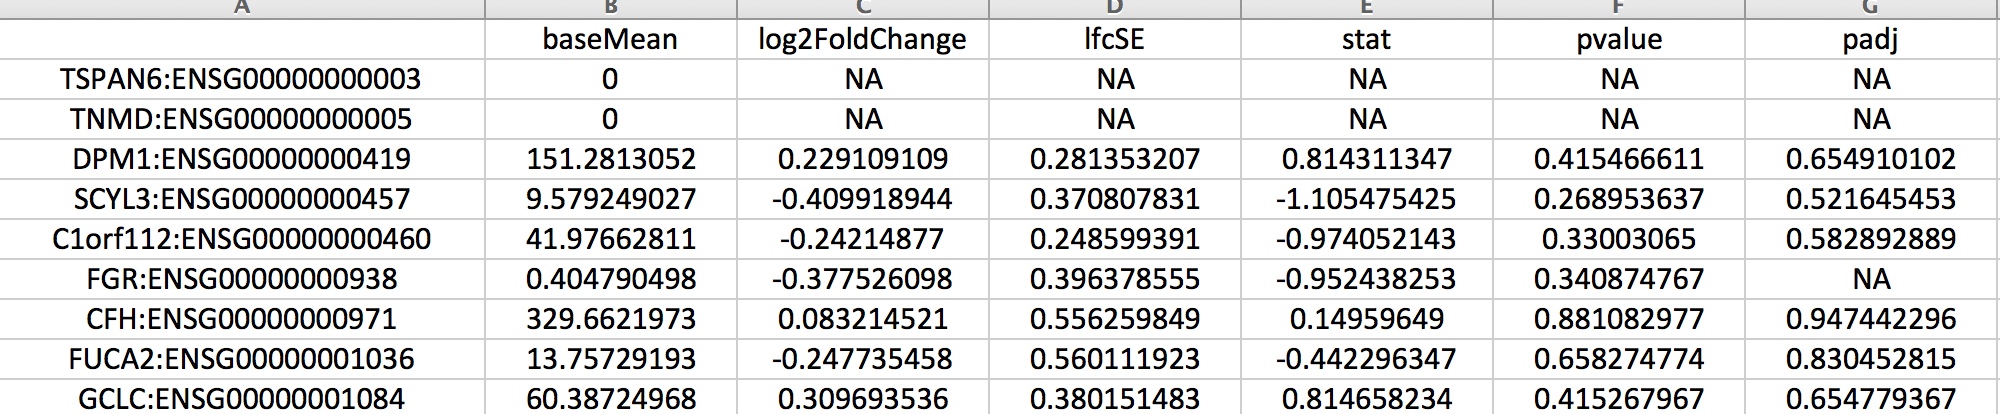 A B C D E F G
baseMean log2FoldChange lfcSE stat pvalue padj
TSPAN6:ENSG00000000003 0 NA NA NA NA NA
TNMD:ENSG00000000005 0 NA NA NA NA NA
DPM1:ENSG00000000419 151.2813052 0.229109109 0.281353207 0.814311347 0.415466611 0.654910102
SCYL3:ENSG00000000457 9.579249027 -0.409918944 0.370807831 -1.105475425 0.268953637 0.521645453
C1orf112:ENSG00000000460 41.97662811 -0.24214877 0.248599391 -0.974052143 0.33003065 0.582892889
FGR:ENSG00000000938 0.404790498 -0.377526098 0.396378555 -0.952438253 0.340874767 NA
CFH:ENSG00000000971 329.6621973 0.083214521 0.556259849 0.14959649 0.881082977 0.947442296
FUCA2:ENSG00000001036 13.75729193 -0.247735458 0.560111923 -0.442296347 0.658274774 0.830452815
GCLC:ENSG00000001084 60.38724968 0.309693536 0.380151483 0.814658234 0.415267967 0.654779367